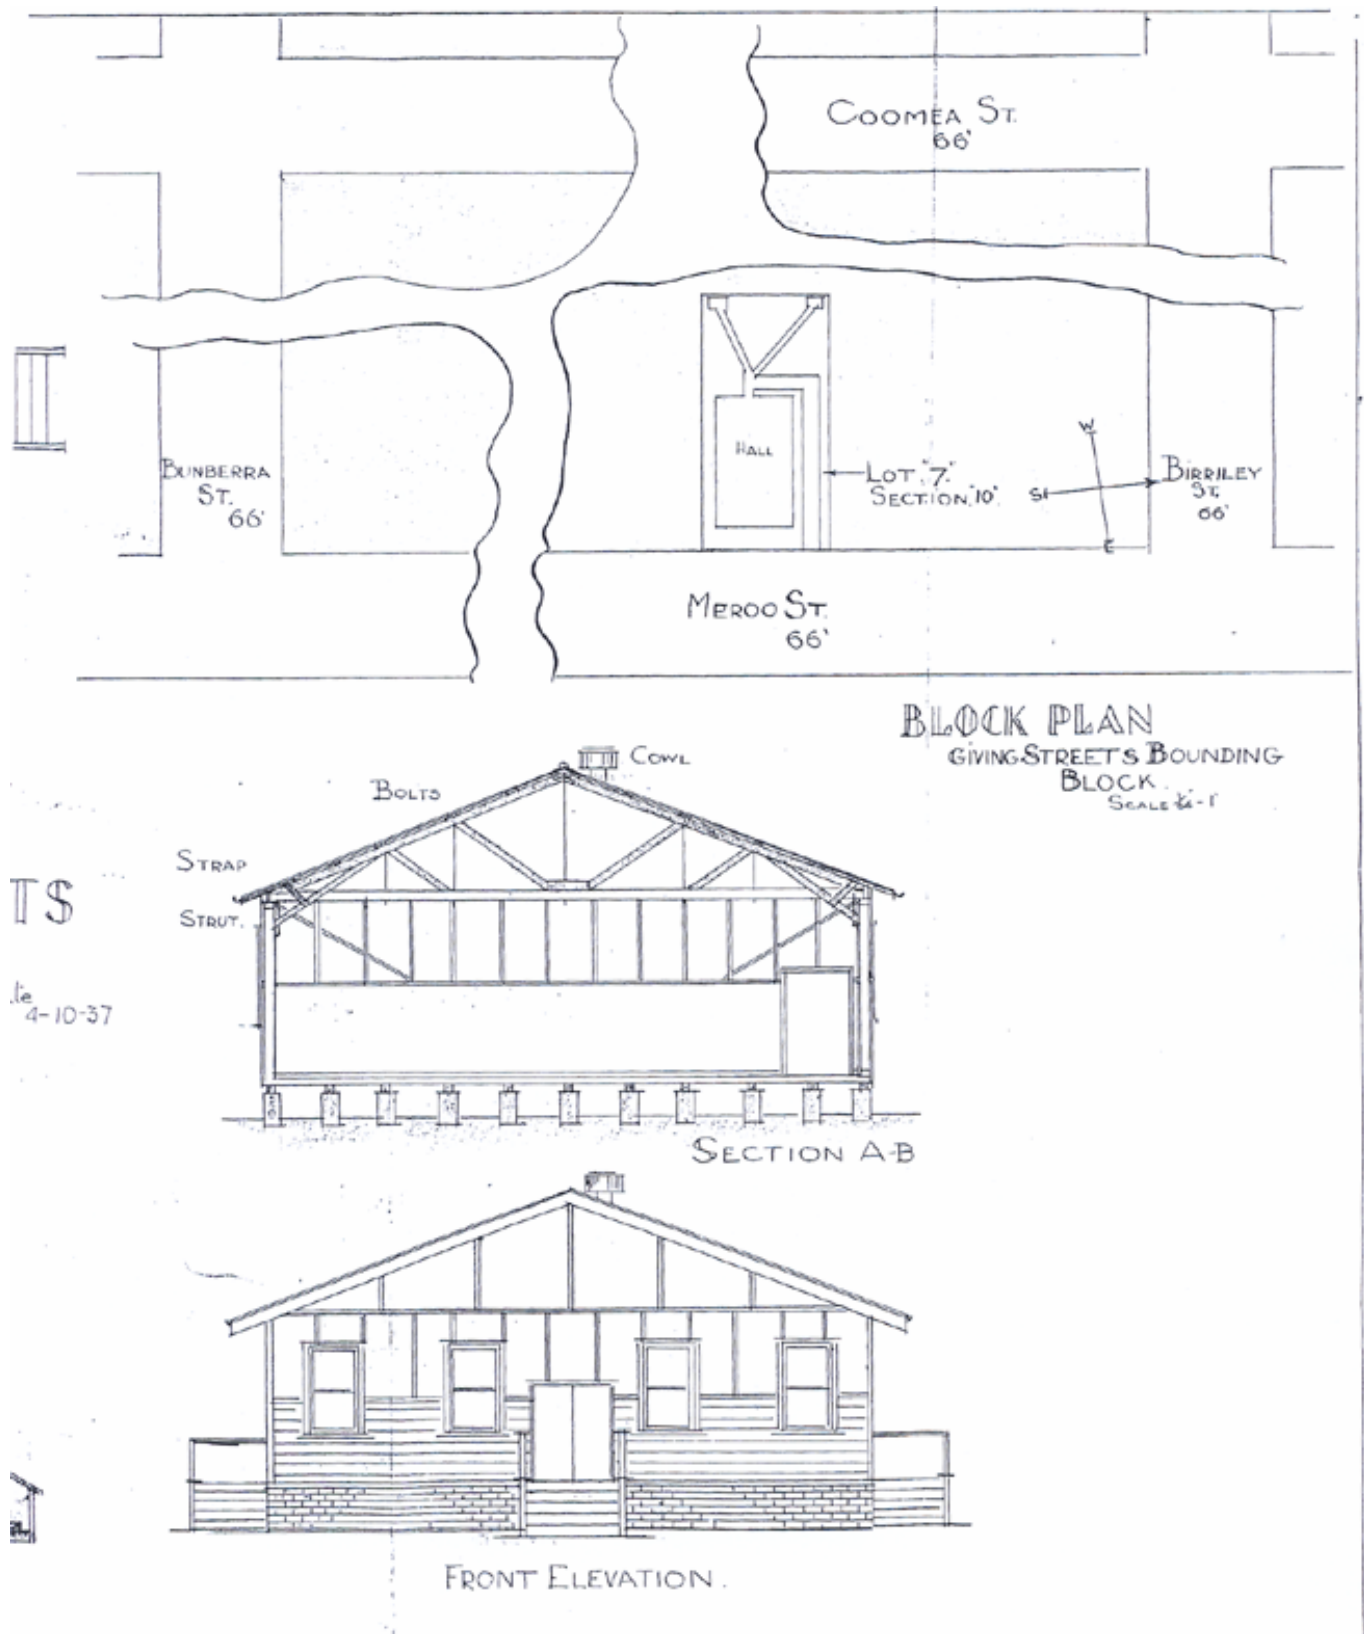 COOMEA ST.
66'
HALL
W
BUNBERRA
ST.
66'
LOT "7"
SECTION "10"
S
BIRRILEY
ST.
66'
E
MEROO ST.
66'
BLOCK PLAN
GIVING STREETS BOUNDING
BLOCK.
SCALE
COWL
BOLTS
STRAP
TS
STRUT.
4-10-37
SECTION A-B
FRONT ELEVATION.